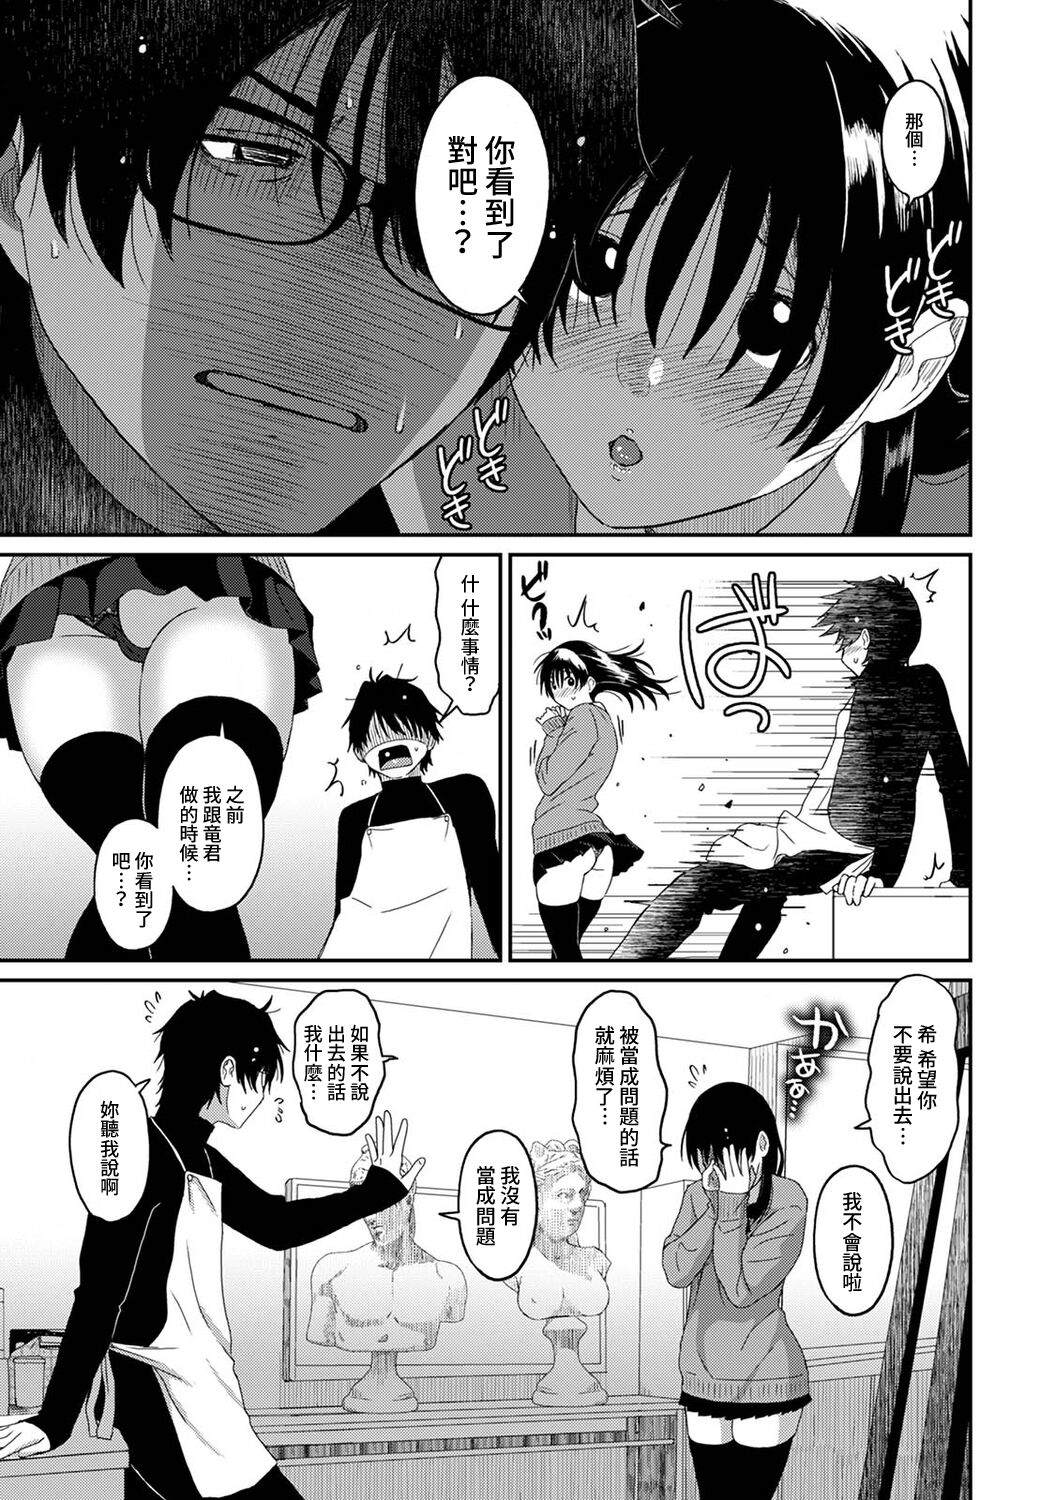 那個…
你看到了
對吧…？
どき
どき
どき
どき
ビ
クッ
ばっ
什 什麼事情？
之前
我跟竜君
做的時候…
你看到了
吧…？
希 希望你
不要說出去…
我不會說啦
かあぁ…
被當成問題的話
就麻煩了…
我沒有
當成問題
如果不說
出去的話
我什麼…
妳聽我說啊